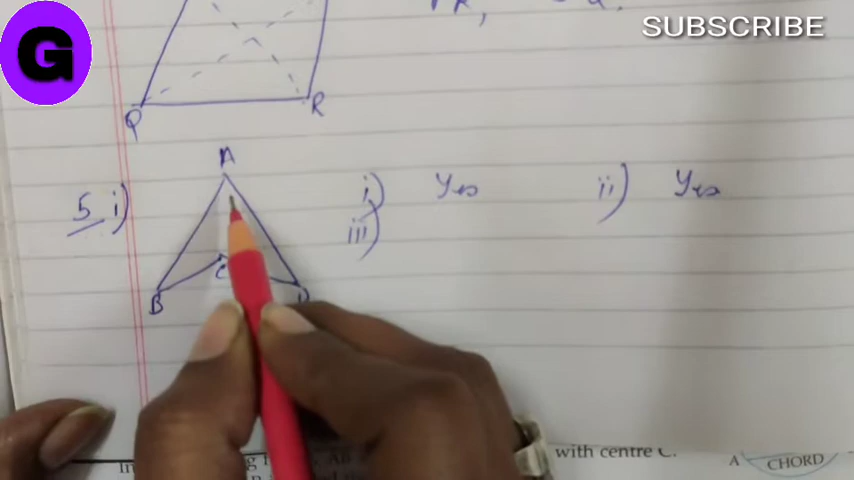 SUBSCRIBE
G
Q R
A
5 i) i) Yes ii) Yes
iii)
C
B
with centre C.
A CHORD